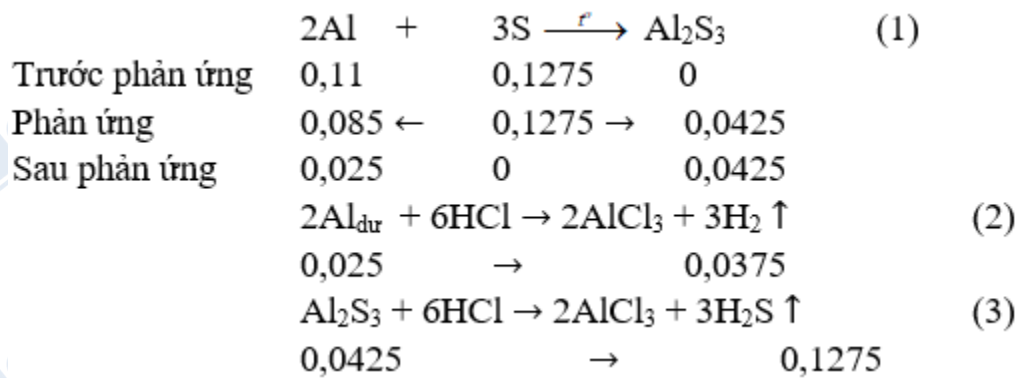 2Al + 3S t° → Al₂S₃ (1)
Trước phản ứng 0,11 0,1275 0
Phản ứng 0,085 ← 0,1275 → 0,0425
Sau phản ứng 0,025 0 0,0425
2Al dư + 6HCl → 2AlCl₃ + 3H₂ ↑ (2)
0,025 → 0,0375
Al₂S₃ + 6HCl → 2AlCl₃ + 3H₂S ↑ (3)
0,0425 → 0,1275